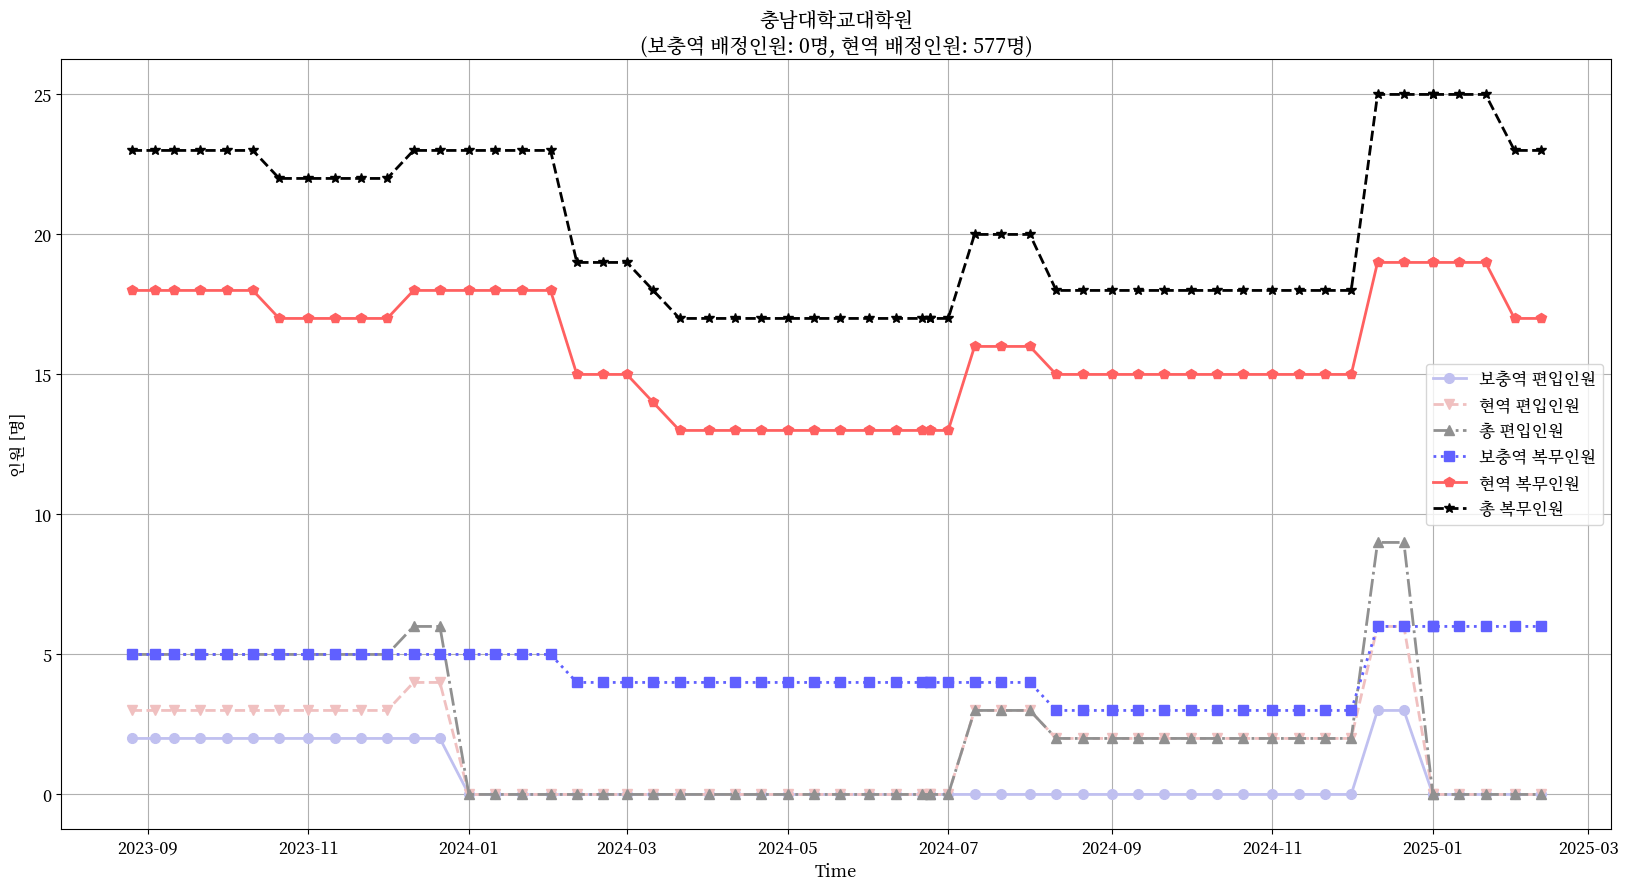 충남대학교대학원
(보충역 배정인원: 0명, 현역 배정인원: 577명)
인원 [명]
25
20
15
10
5
0
보충역 편입인원
현역 편입인원
총 편입인원
보충역 복무인원
현역 복무인원
총 복무인원
2023-09 2023-11 2024-01 2024-03 2024-05 2024-07 2024-09 2024-11 2025-01 2025-03
Time